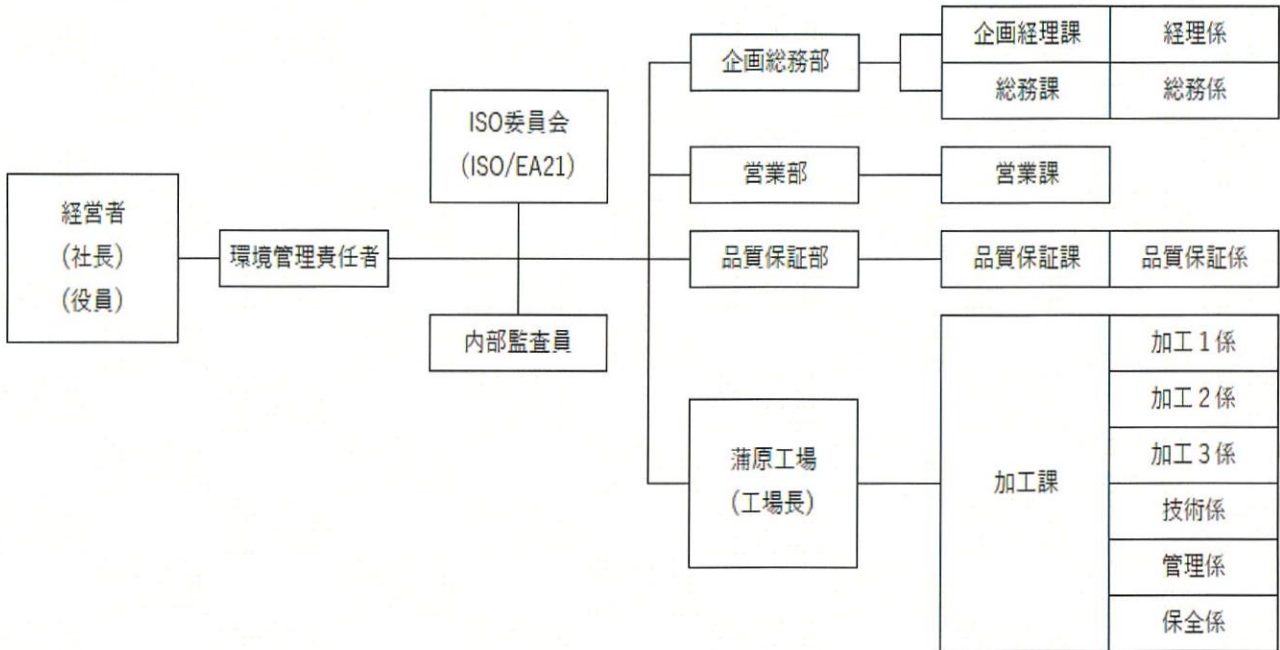 経営者
(社長)
(役員)
環境管理責任者
ISO委員会
(ISO/EA21)
内部監査員
企画総務部
企画経理課
経理係
総務課
総務係
営業部
営業課
品質保証部
品質保証課
品質保証係
蒲原工場
(工場長)
加工課
加工1係
加工2係
加工3係
技術係
管理係
保全係